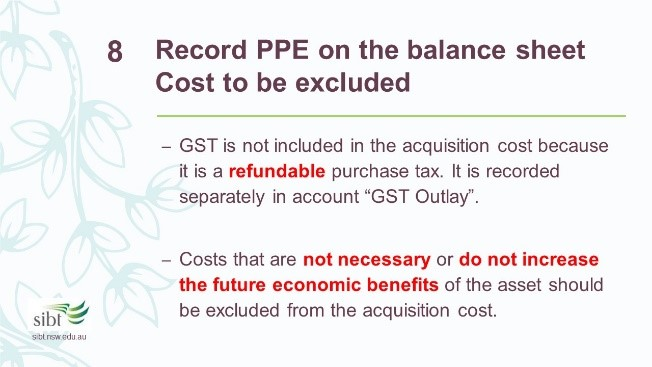 8
Record PPE on the balance sheet
Cost to be excluded
– GST is not included in the acquisition cost because
it is a refundable purchase tax. It is recorded
separately in account “GST Outlay”.
– Costs that are not necessary or do not increase
the future economic benefits of the asset should
be excluded from the acquisition cost.
sibt
sibt.nsw.edu.au